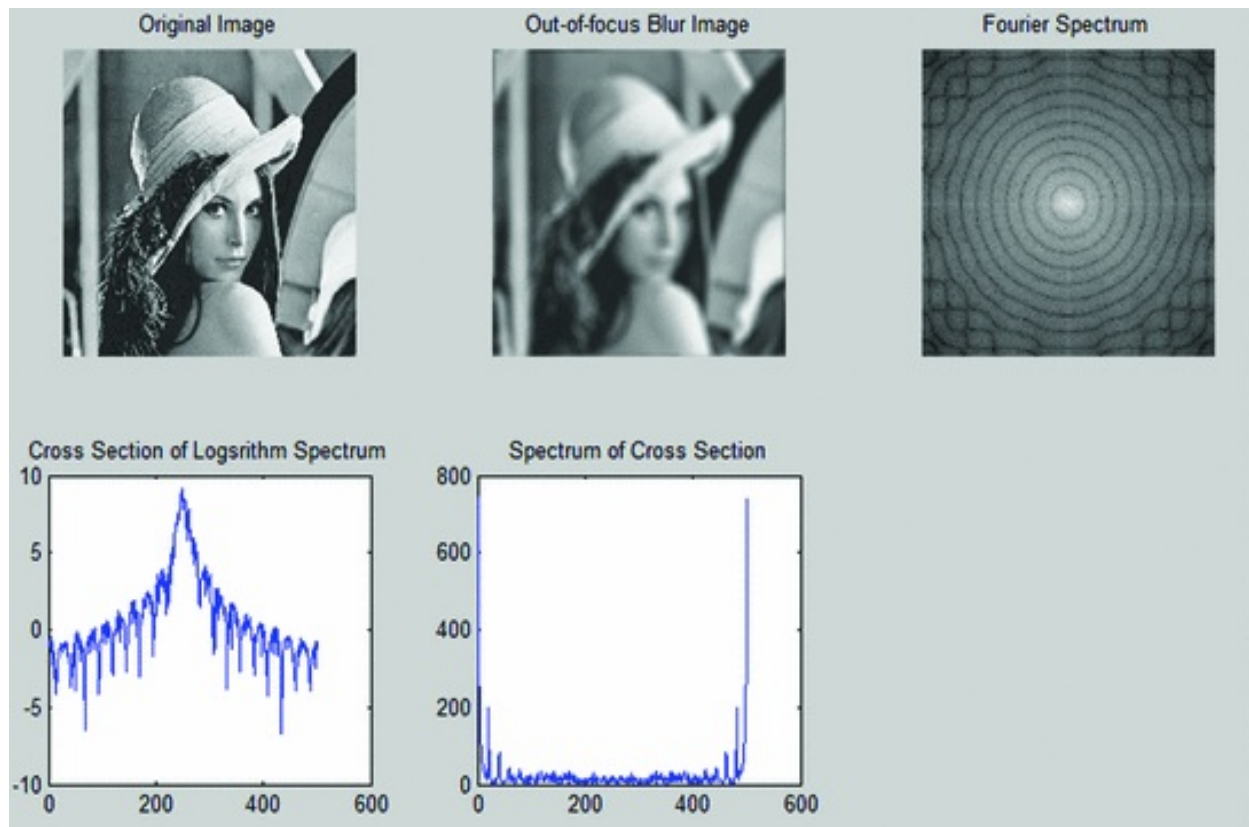 Original Image
Out-of-focus Blur Image
Fourier Spectrum
Cross Section of Logsrithm Spectrum
10
5
0
-5
-10
0 200 400 600
Spectrum of Cross Section
800
600
400
200
0
0 200 400 600